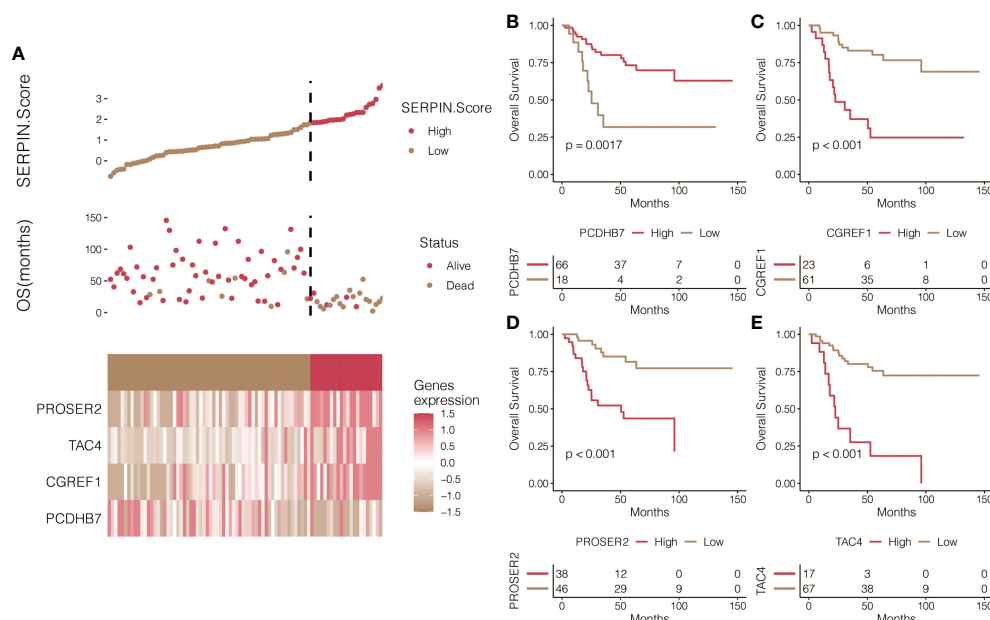 A
SERPIN.Score
3
2
1
0
SERPIN.Score
High
Low
OS(months)
150
100
50
0
Status
Alive
Dead
PROSER2
TAC4
CGREF1
PCDHB7
Genes
expression
1.5
1.0
0.5
0.0
−0.5
−1.0
−1.5
B
Overall Survival
1.00
0.75
0.50
0.25
0.00
p = 0.0017
0 50 100 150
Months
PCDHB7 High Low
PCDHB7
66 37 7 0
18 4 2 0
0 50 100 150
Months
C
Overall Survival
1.00
0.75
0.50
0.25
0.00
p < 0.001
0 50 100 150
Months
CGREF1 High Low
CGREF1
23 6 1 0
61 35 8 0
0 50 100 150
Months
D
Overall Survival
1.00
0.75
0.50
0.25
0.00
p < 0.001
0 50 100 150
Months
PROSER2 High Low
PROSER2
38 12 0 0
46 29 9 0
0 50 100 150
Months
E
Overall Survival
1.00
0.75
0.50
0.25
0.00
p < 0.001
0 50 100 150
Months
TAC4 High Low
TAC4
17 3 0 0
67 38 9 0
0 50 100 150
Months